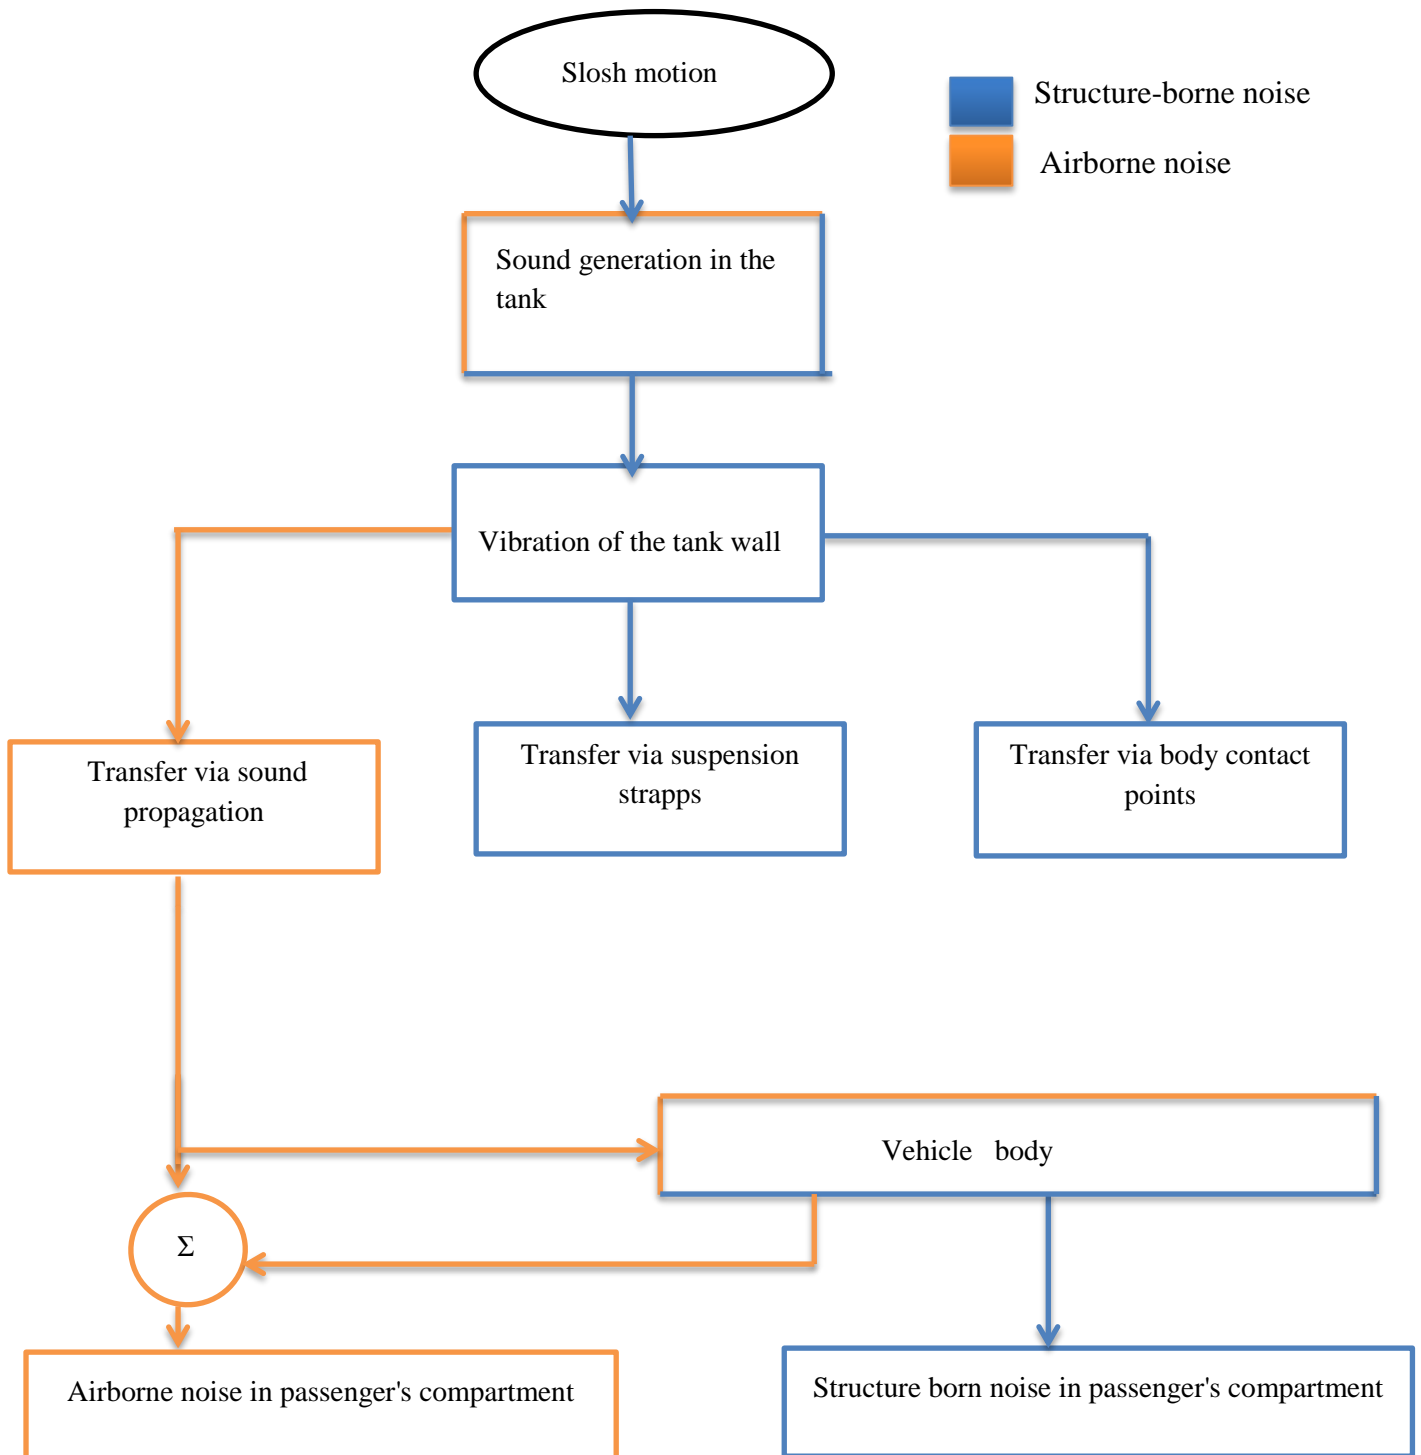 Slosh motion
Structure-borne noise
Airborne noise
Sound generation in the
tank
Vibration of the tank wall
Transfer via sound
propagation
Transfer via suspension
strapps
Transfer via body contact
points
Vehicle body
Σ
Airborne noise in passenger's compartment
Structure born noise in passenger's compartment